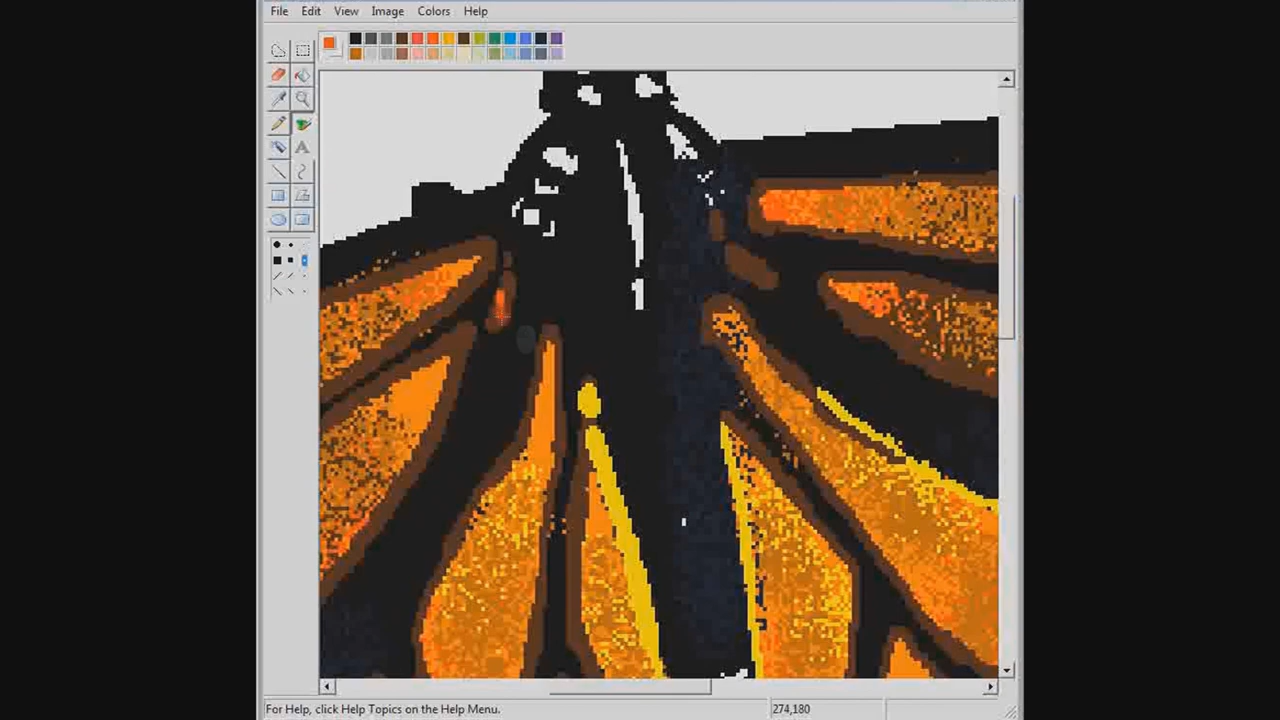 File Edit View Image Colors Help
A
For Help, click Help Topics on the Help Menu.
274,180